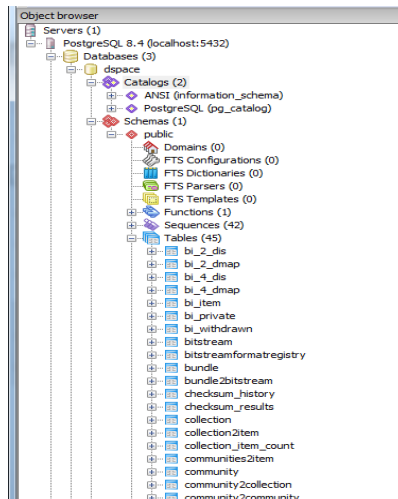 Object browser
Servers (1)
PostgreSQL 8.4 (localhost:5432)
Databases (3)
dspace
Catalogs (2)
ANSI (information_schema)
PostgreSQL (pg_catalog)
Schemas (1)
public
Domains (0)
FTS Configurations (0)
FTS Dictionaries (0)
FTS Parsers (0)
FTS Templates (0)
Functions (1)
Sequences (42)
Tables (45)
bi_2_dis
bi_2_dmap
bi_4_dis
bi_4_dmap
bi_item
bi_private
bi_withdrawn
bitstream
bitstreamformatregistry
bundle
bundle2bitstream
checksum_history
checksum_results
collection
collection2item
collection_item_count
communities2item
community
community2collection
community2community